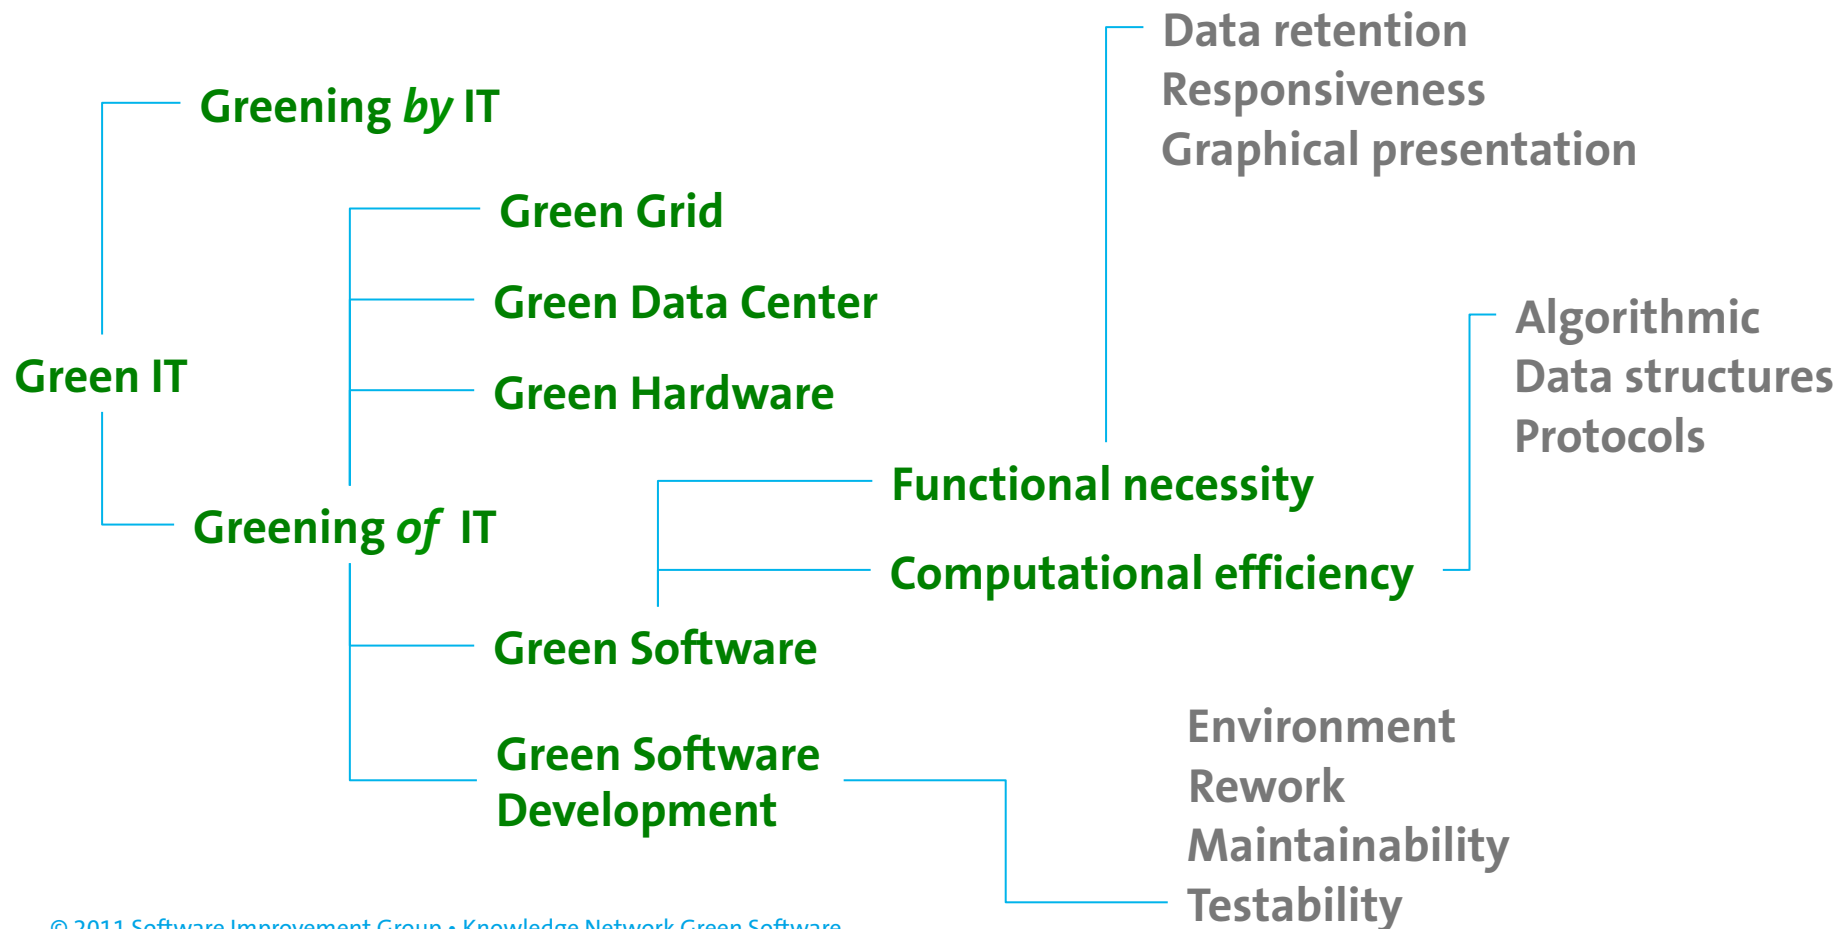 Data retention
Responsiveness
Graphical presentation
Greening by IT
Green Grid
Green Data Center
Green Hardware
Algorithmic
Data structures
Protocols
Green IT
Functional necessity
Greening of IT
Computational efficiency
Green Software
Green Software
Development
Environment
Rework
Maintainability
Testability
© 2011 Software Improvement Group • Knowledge Network Green Software